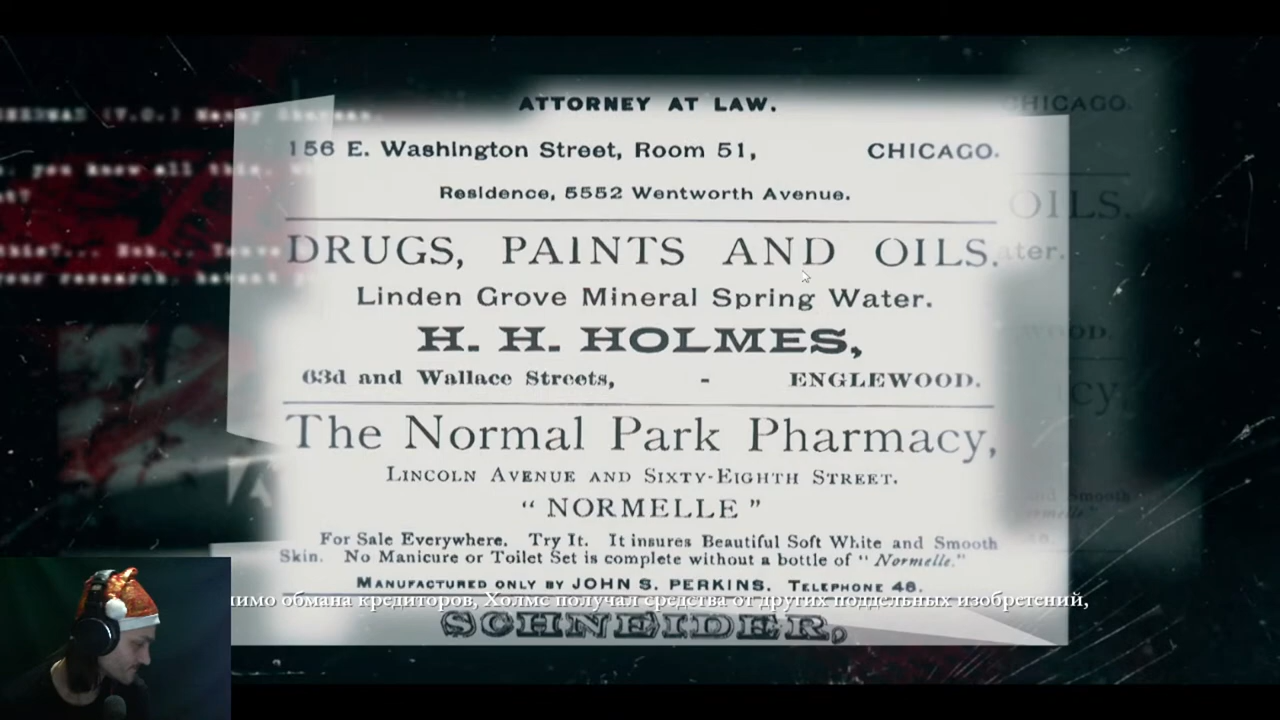 ATTORNEY AT LAW.
156 E. Washington Street, Room 51, CHICAGO.
Residence, 5552 Wentworth Avenue.
DRUGS, PAINTS AND OILS.
Linden Grove Mineral Spring Water.
H. H. HOLMES,
63d and Wallace Streets, - ENGLEWOOD.
The Normal Park Pharmacy,
LINCOLN AVENUE AND SIXTY-EIGHTH STREET.
“ NORMELLE ”
For Sale Everywhere. Try It. It insures Beautiful Soft White and Smooth
Skin. No Manicure or Toilet Set is complete without a bottle of “ Normelle.”
MANUFACTURED ONLY BY JOHN S. PERKINS. TELEPHONE 46.
обмана кредиторов, Холмс получал средства от других поддельных изобретений,
SCHNEIDER,
CHICAGO.
OILS.